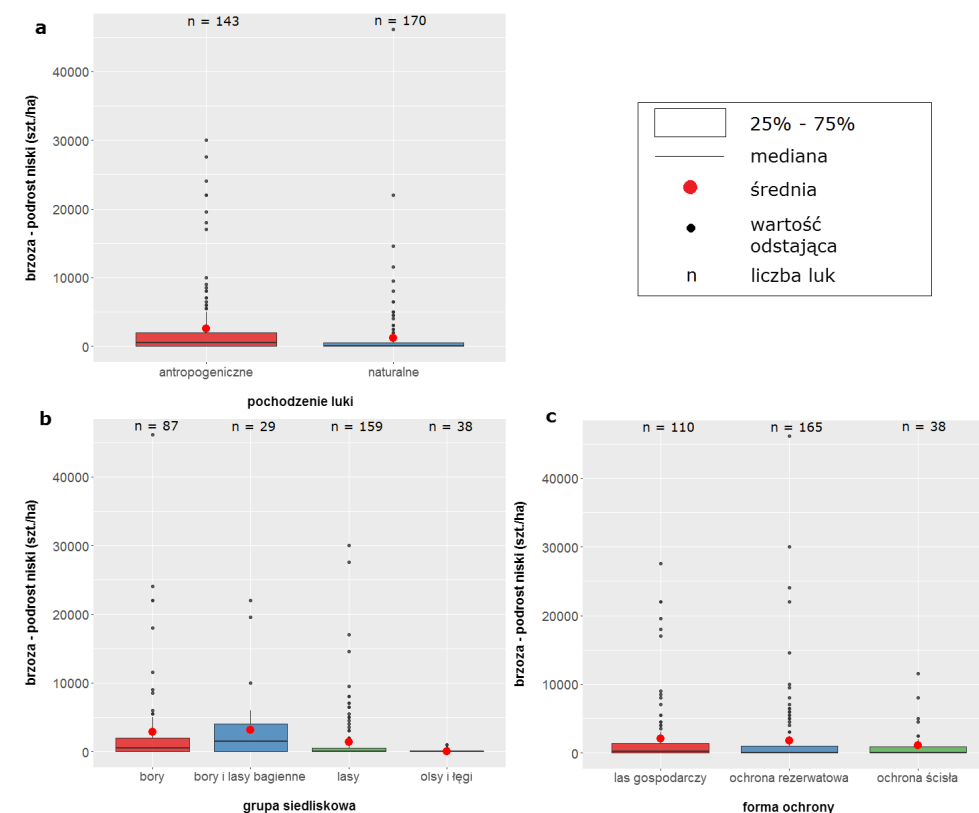 a
n = 143
n = 170
brzoza - podrost niski (szt./ha)
40000
30000
20000
10000
0
antropogeniczne
naturalne
pochodzenie luki
25% - 75%
mediana
średnia
wartość
odstająca
n
liczba luk
b
n = 87
n = 29
n = 159
n = 38
brzoza - podrost niski (szt./ha)
40000
30000
20000
10000
0
bory
bory i lasy bagienne
lasy
olsy i łęgi
grupa siedliskowa
c
n = 110
n = 165
n = 38
brzoza - podrost niski (szt./ha)
40000
30000
20000
10000
0
las gospodarczy
ochrona rezerwatowa
ochrona ścisła
forma ochrony